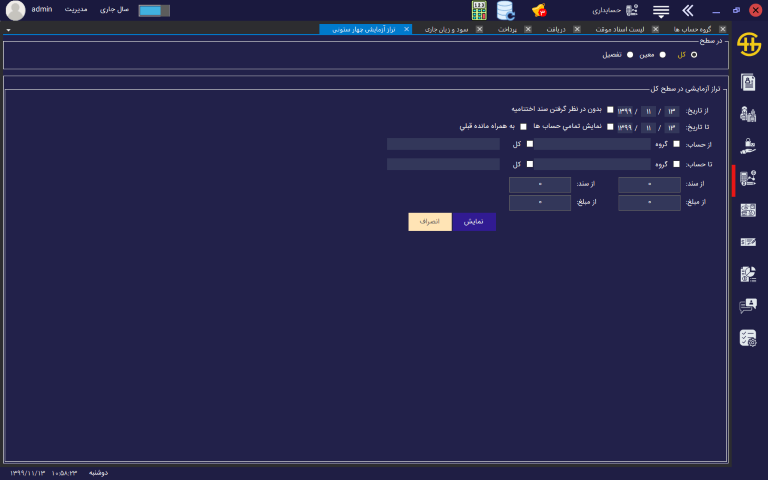 حسابداری
سال جاری
مدیریت
admin
گروه حساب ها
لیست اسناد موقت
دریافت
پرداخت
سود و زیان جاری
تراز آزمایشی چهار ستونی
در سطح
کل
معین
تفصیل
تراز آزمایشی در سطح کل
از تاریخ: ۱۳۹۹ / ۱۱ / ۱۳ بدون در نظر گرفتن سند اختتامیه
تا تاریخ: ۱۳۹۹ / ۱۱ / ۱۳ نمایش تمامي حساب ها به همراه مانده قبلي
از حساب: گروه کل
تا حساب: گروه کل
از سند: ۰ از سند: ۰
از مبلغ: ۰ از مبلغ: ۰
نمایش انصراف
دوشنبه ۱۰:۵۸:۲۳ ۱۳۹۹/۱۱/۱۳